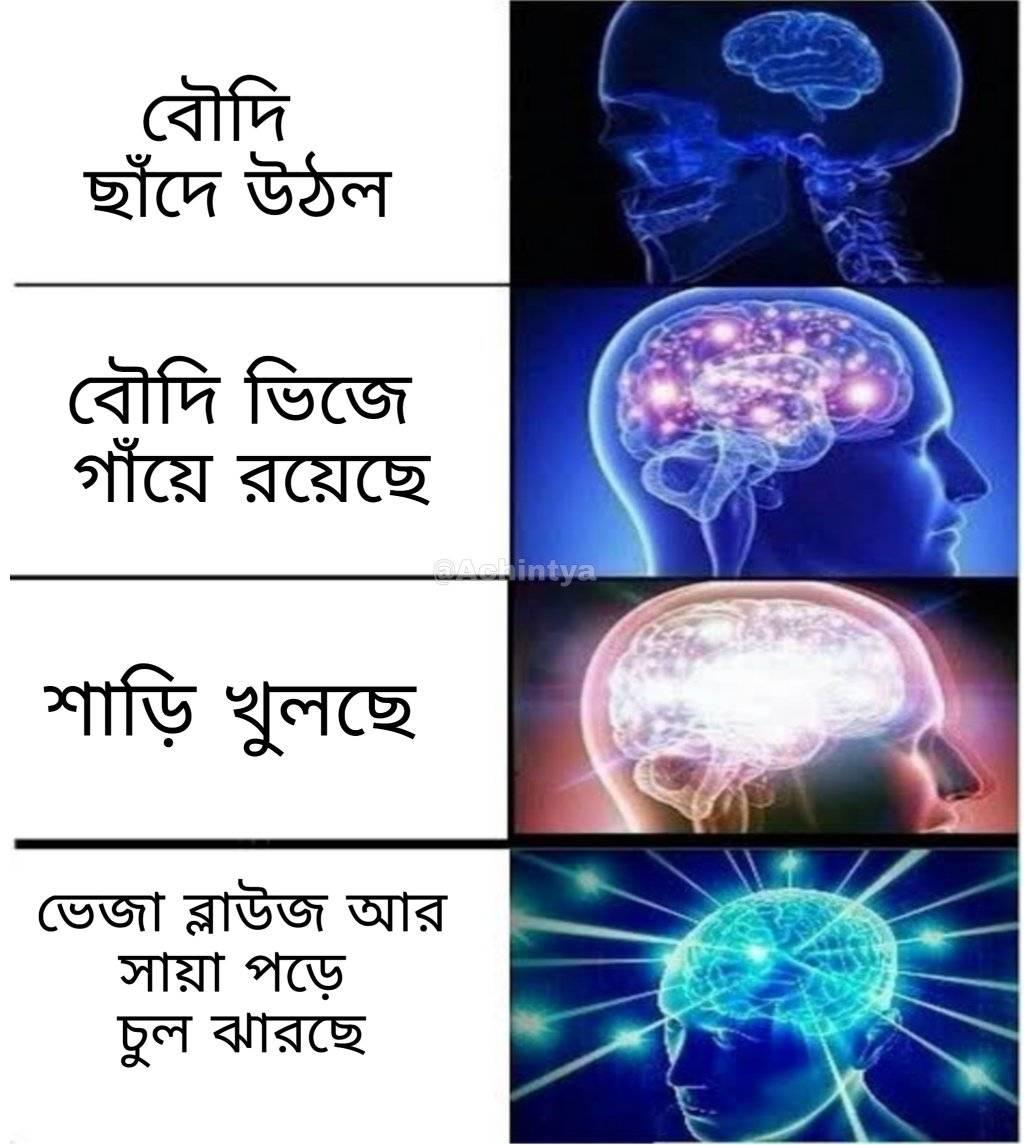 বৌদি
ছাঁদে উঠল
বৌদি ভিজে
গাঁয়ে রয়েছে
@Achintya
শাড়ি খুলছে
ভেজা ব্লাউজ আর
সায়া পড়ে
চুল ঝারছে